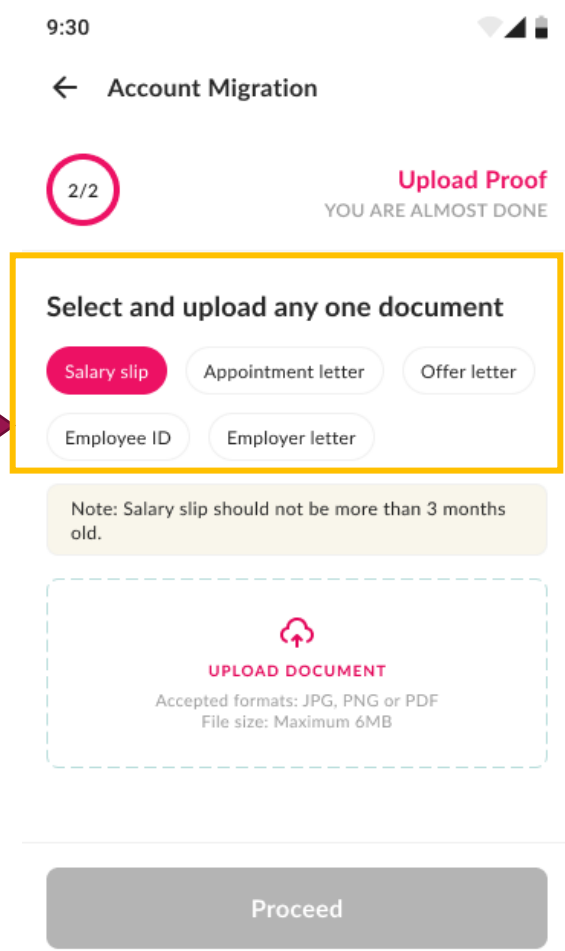 9:30
Account Migration
2/2
Upload Proof
YOU ARE ALMOST DONE
Select and upload any one document
Salary slip
Appointment letter
Offer letter
Employee ID
Employer letter
Note: Salary slip should not be more than 3 months
old.
UPLOAD DOCUMENT
Accepted formats: JPG, PNG or PDF
File size: Maximum 6MB
Proceed